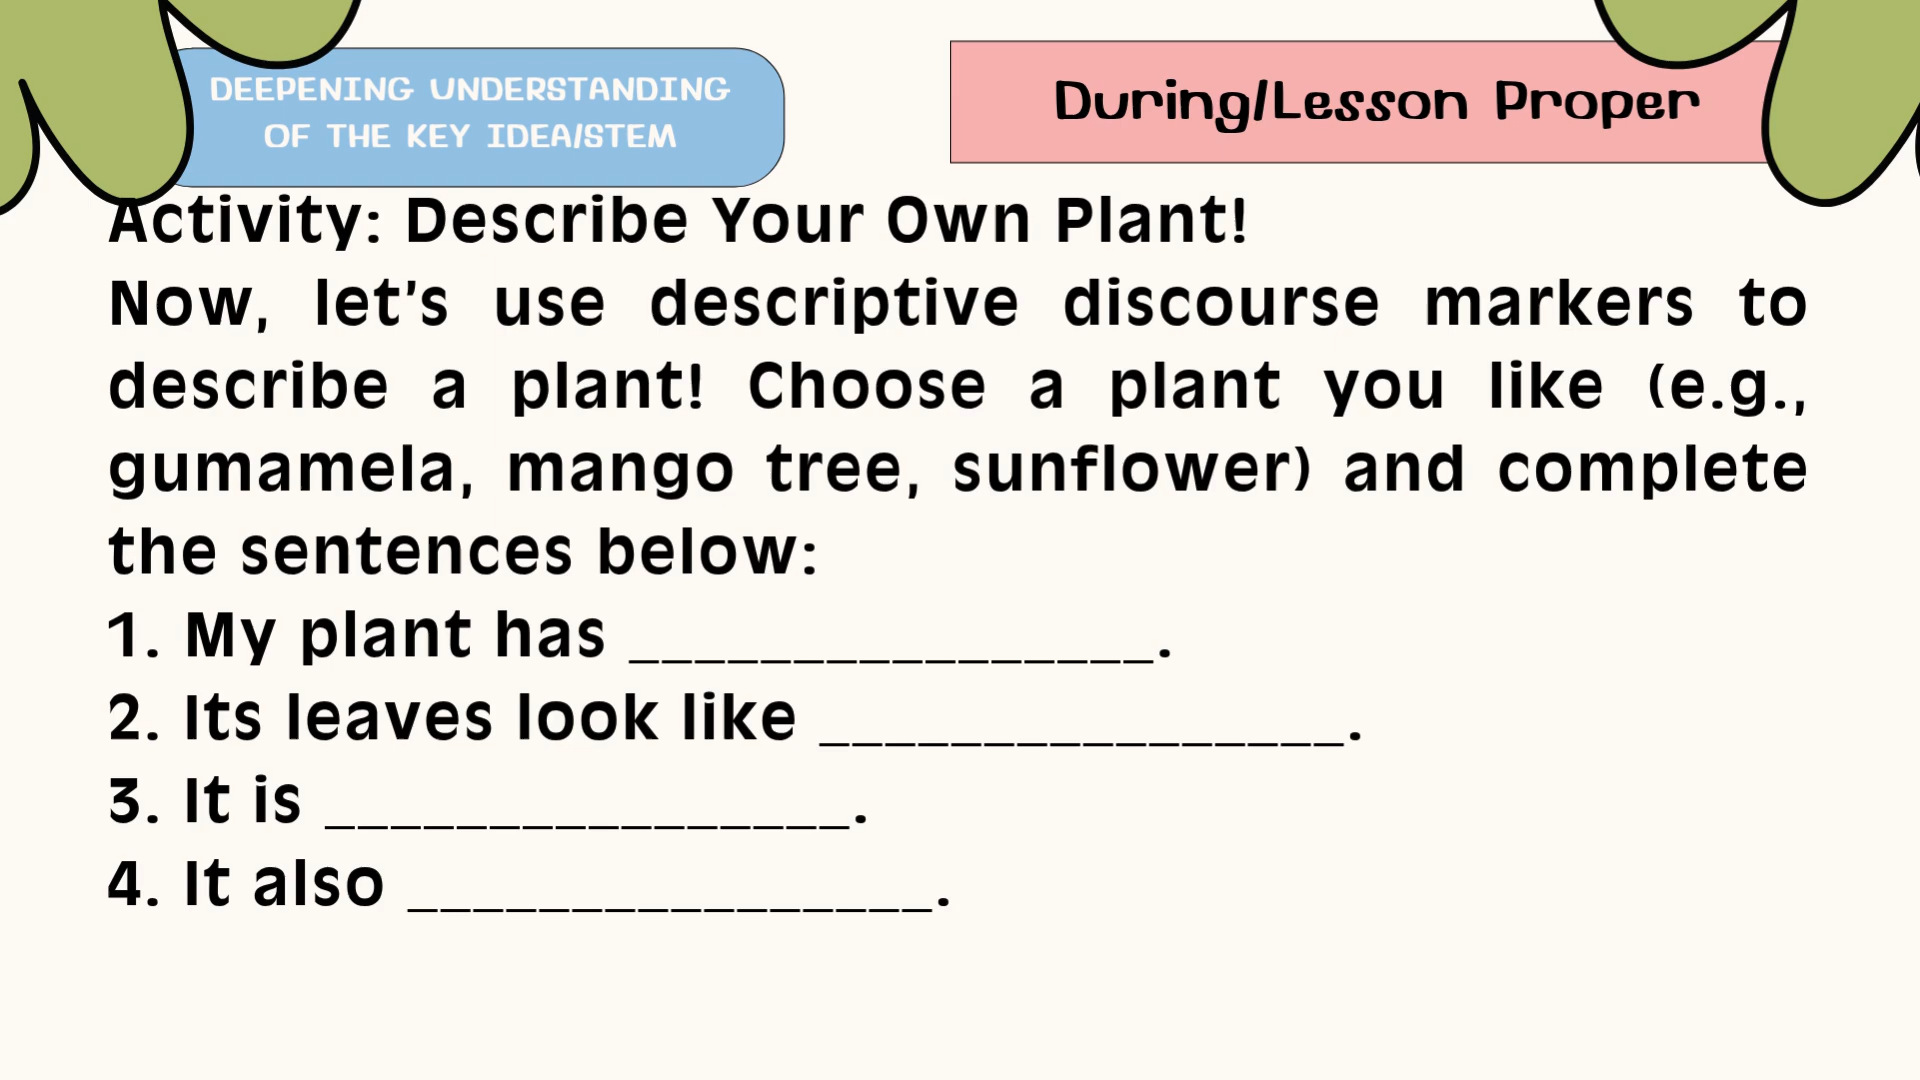 DEEPENING UNDERSTANDING
OF THE KEY IDEA/STEM
During/Lesson Proper
Activity: Describe Your Own Plant!
Now, let's use descriptive discourse markers to
describe a plant! Choose a plant you like (e.g.,
gumamela, mango tree, sunflower) and complete
the sentences below:
1. My plant has ________________.
2. Its leaves look like ________________.
3. It is ________________.
4. It also ________________.